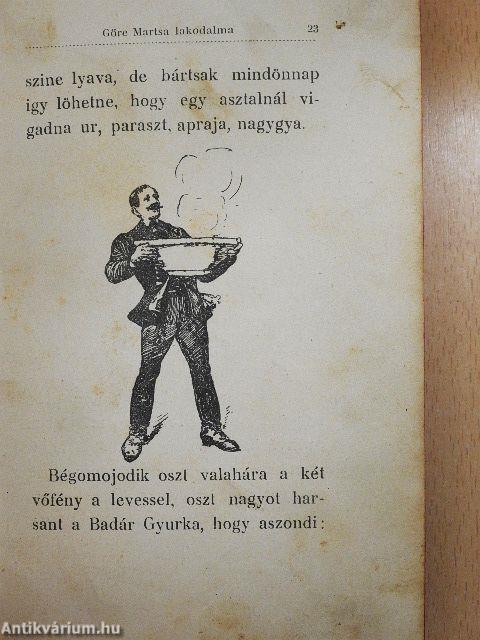 Göre Martsa lakodalma 23
szine lyava, de bártsak mindönnap
igy löhetne, hogy egy asztalnál vi-
gadna ur, paraszt, apraja, nagygya.
Bégomojodik oszt valahára a két
vőfény a levessel, oszt nagyot har-
sant a Badár Gyurka, hogy aszondi:
Antikvárium.hu